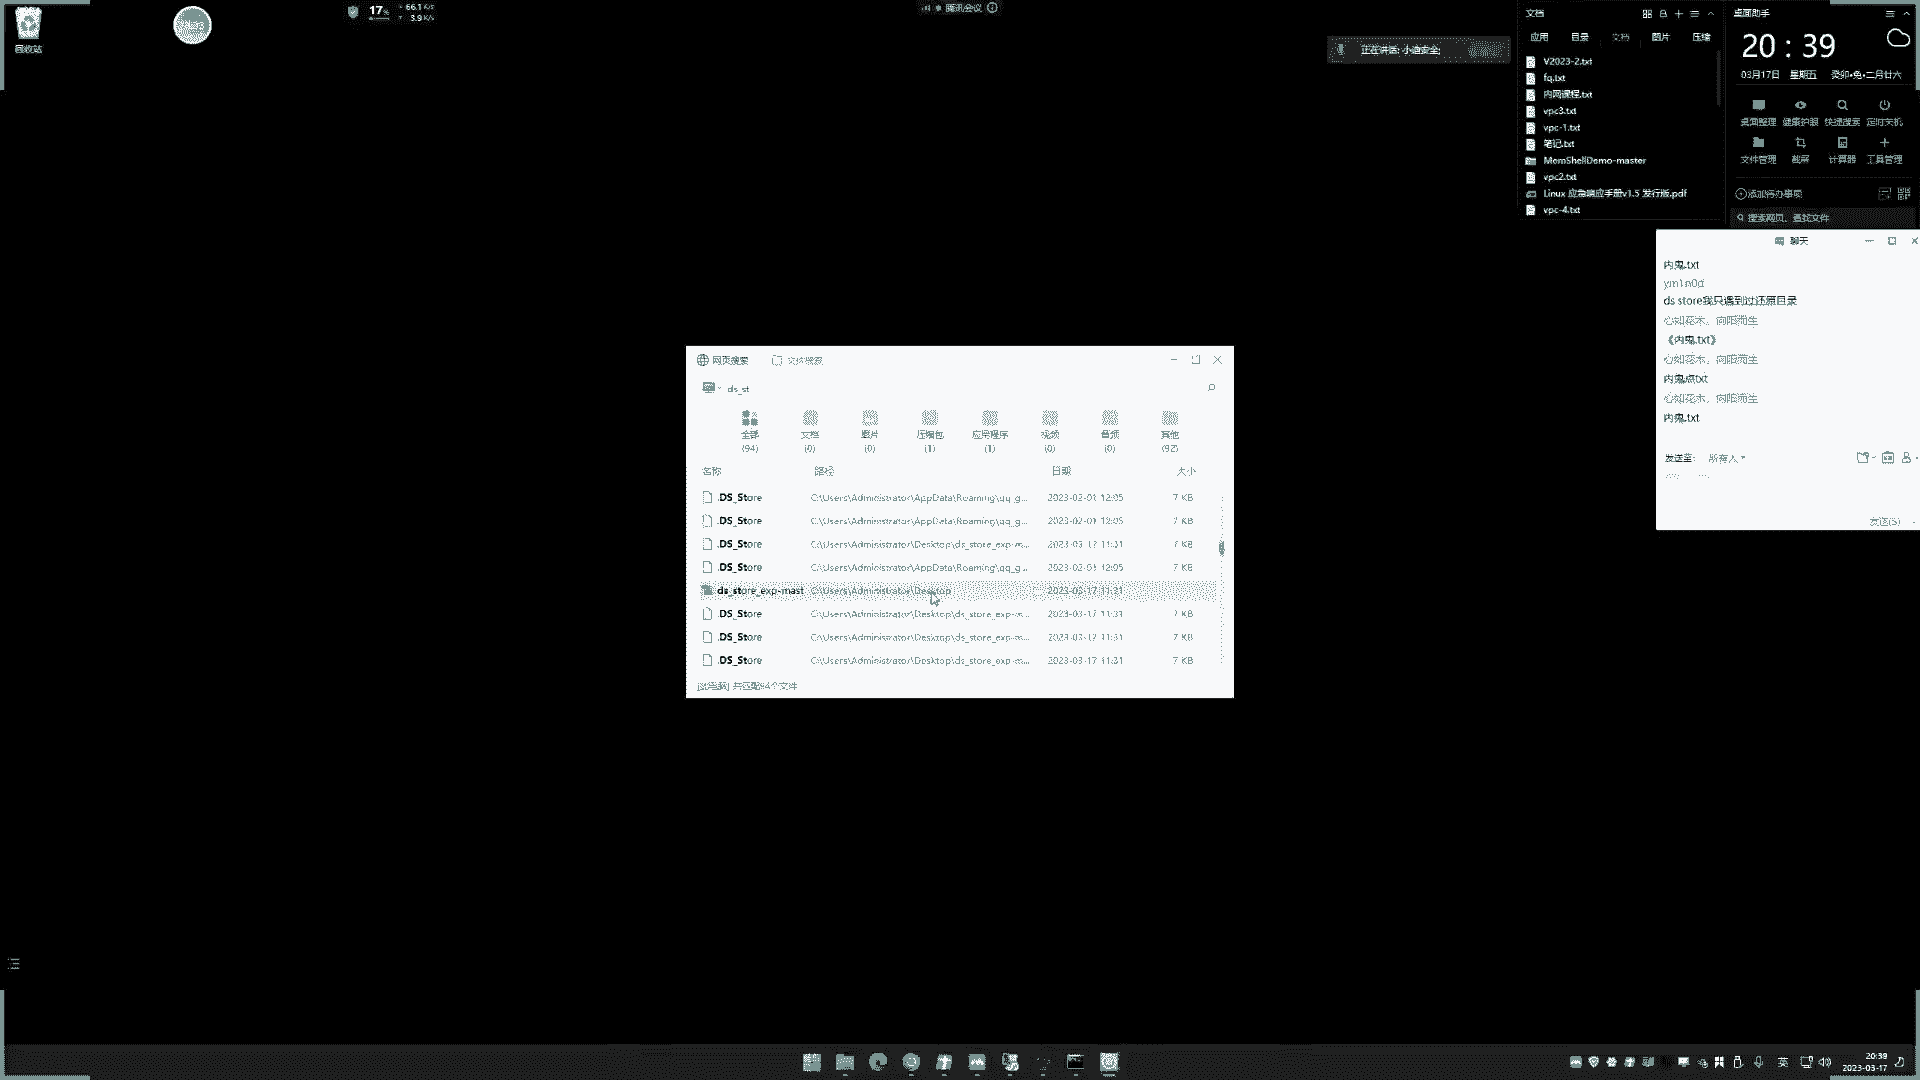 回收站
17%
66.1 K/s
3.9 K/s
腾讯会议
正在讲话: 小迪安全;
文档
应用 目录 文档 图片 压缩
V2023-2.txt
fq.txt
内网课程.txt
vpc3.txt
vpc-1.txt
笔记.txt
MemShellDemo-master
vpc2.txt
Linux 应急响应手册v1.5 发行版.pdf
vpc-4.txt
桌面助手
20 : 39
03月17日 星期五 癸卯•兔•二月廿六
桌面整理 健康护眼 快捷搜索 定时关机
文件管理 截屏 计算器 工具管理
添加待办事项
搜索网页、查找文件
聊天
内鬼.txt
ym1n0d
ds store我只遇到过还原目录
心如花木，向阳而生
《内鬼.txt》
心如花木，向阳而生
内鬼点txt
心如花木，向阳而生
内鬼.txt
发送至: 所有人
发送(S)
网页搜索 文档搜索
ds_st
全部 文档 图片 压缩包 应用程序 视频 音频 其他
(94) (0) (0) (1) (1) (0) (0) (92)
名称 路径 日期 大小
.DS_Store C:\Users\Administrator\AppData\Roaming\qq_g... 2023-02-01 12:05 7 KB
.DS_Store C:\Users\Administrator\AppData\Roaming\qq_g... 2023-02-01 12:05 7 KB
.DS_Store C:\Users\Administrator\Desktop\ds_store_exp-m... 2023-03-17 11:31 7 KB
.DS_Store C:\Users\Administrator\AppData\Roaming\qq_g... 2023-02-01 12:05 7 KB
ds_store_exp-mast C:\Users\Administrator\Desktop 2023-03-17 11:31
.DS_Store C:\Users\Administrator\Desktop\ds_store_exp-m... 2023-03-17 11:31 7 KB
.DS_Store C:\Users\Administrator\Desktop\ds_store_exp-m... 2023-03-17 11:31 7 KB
.DS_Store C:\Users\Administrator\Desktop\ds_store_exp-m... 2023-03-17 11:31 7 KB
共匹配94个文件
英
20:39
2023-03-17